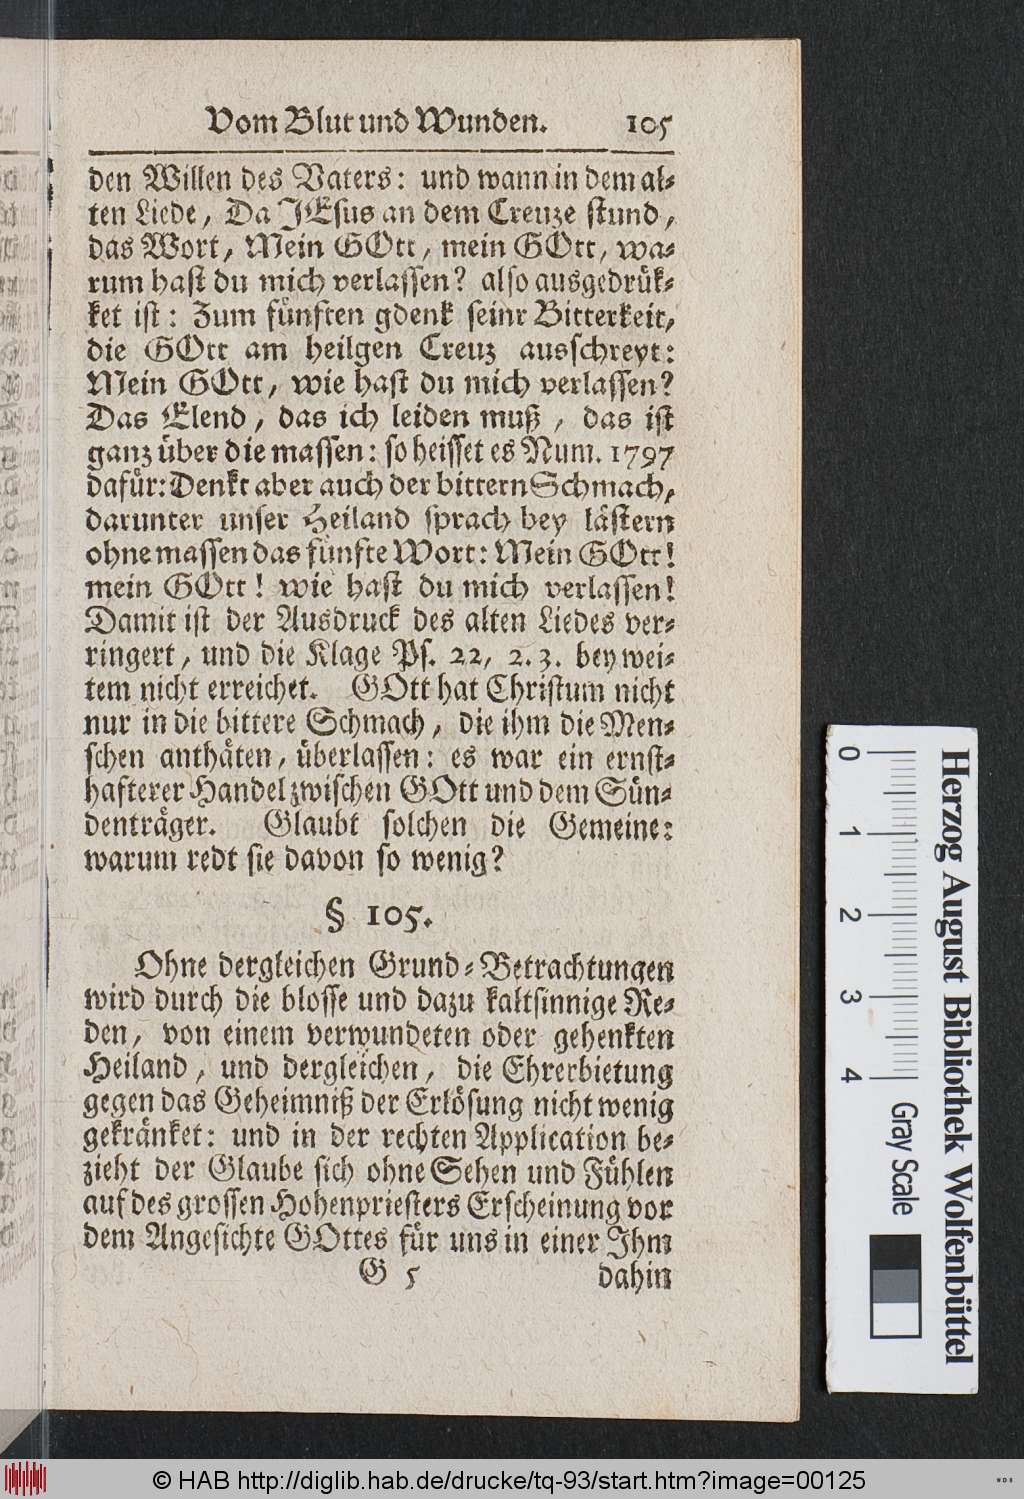 Vom Blut und Wunden. 105
den Willen des Vaters: und wann in dem al-
ten Liede, Da JEsus an dem Creuze stund,
das Wort, Mein GOtt, mein GOtt, wa-
rum hast du mich verlassen? also ausgedrük-
ket ist: Zum fünften gdenk seinr Bitterkeit,
die GOtt am heilgen Creuz ausschreyt:
Mein GOtt, wie hast du mich verlassen?
Das Elend, das ich leiden muß, das ist
ganz über die massen: so heisset es Num. 1797
dafür: Denkt aber auch der bittern Schmach,
darunter unser Heiland sprach bey lästern
ohne massen das fünfte Wort: Mein GOtt!
mein GOtt! wie hast du mich verlassen!
Damit ist der Ausdruck des alten Liedes ver-
ringert, und die Klage Ps. 22, 2. 3. bey wei-
tem nicht erreichet. GOtt hat Christum nicht
nur in die bittere Schmach, die ihm die Men-
schen anthäten, überlassen: es war ein ernst-
hafterer Handel zwischen GOtt und dem Sün-
denträger. Glaubt solchen die Gemeine:
warum redt sie davon so wenig?
§ 105.
Ohne dergleichen Grund-Betrachtungen
wird durch die blosse und dazu kaltsinnige Re-
den, von einem verwundeten oder gehenkten
Heiland, und dergleichen, die Ehrerbietung
gegen das Geheimniß der Erlösung nicht wenig
gekränket: und in der rechten Application be-
zieht der Glaube sich ohne Sehen und Fühlen
auf des grossen Hohenpriesters Erscheinung vor
dem Angesichte GOttes für uns in einer Ihm
G 5 dahin
Herzog August Bibliothek Wolfenbüttel
0 1 2 3 4 Gray Scale
© HAB http://diglib.hab.de/drucke/tq-93/start.htm?image=00125